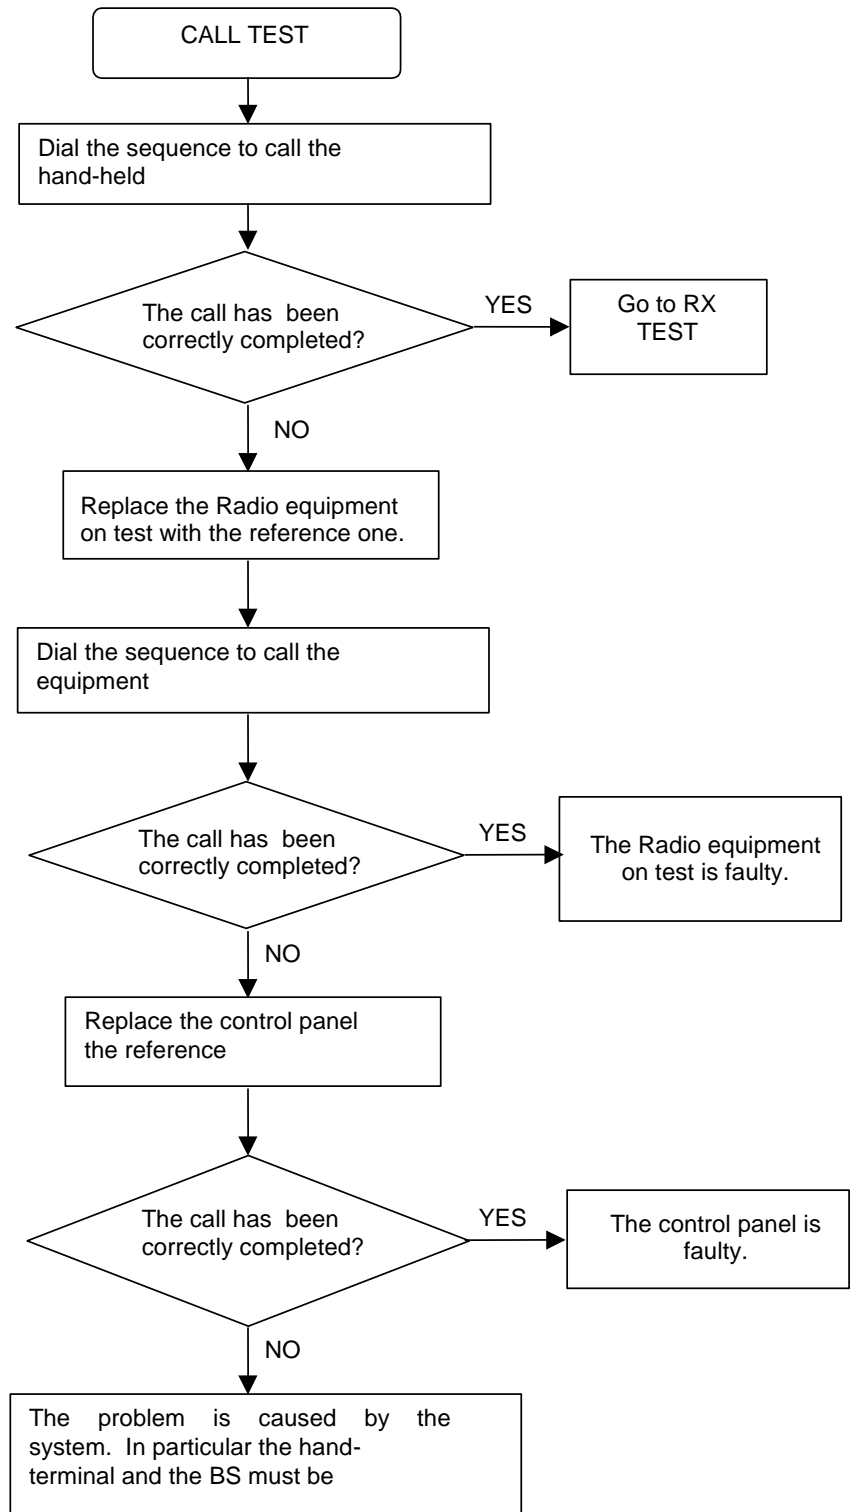 CALL TEST
Dial the sequence to call the
hand-held
The call has been
correctly completed?
YES
Go to RX
TEST
NO
Replace the Radio equipment
on test with the reference one.
Dial the sequence to call the
equipment
The call has been
correctly completed?
YES
The Radio equipment
on test is faulty.
NO
Replace the control panel
the reference
The call has been
correctly completed?
YES
The control panel is
faulty.
NO
The problem is caused by the
system. In particular the hand-
terminal and the BS must be